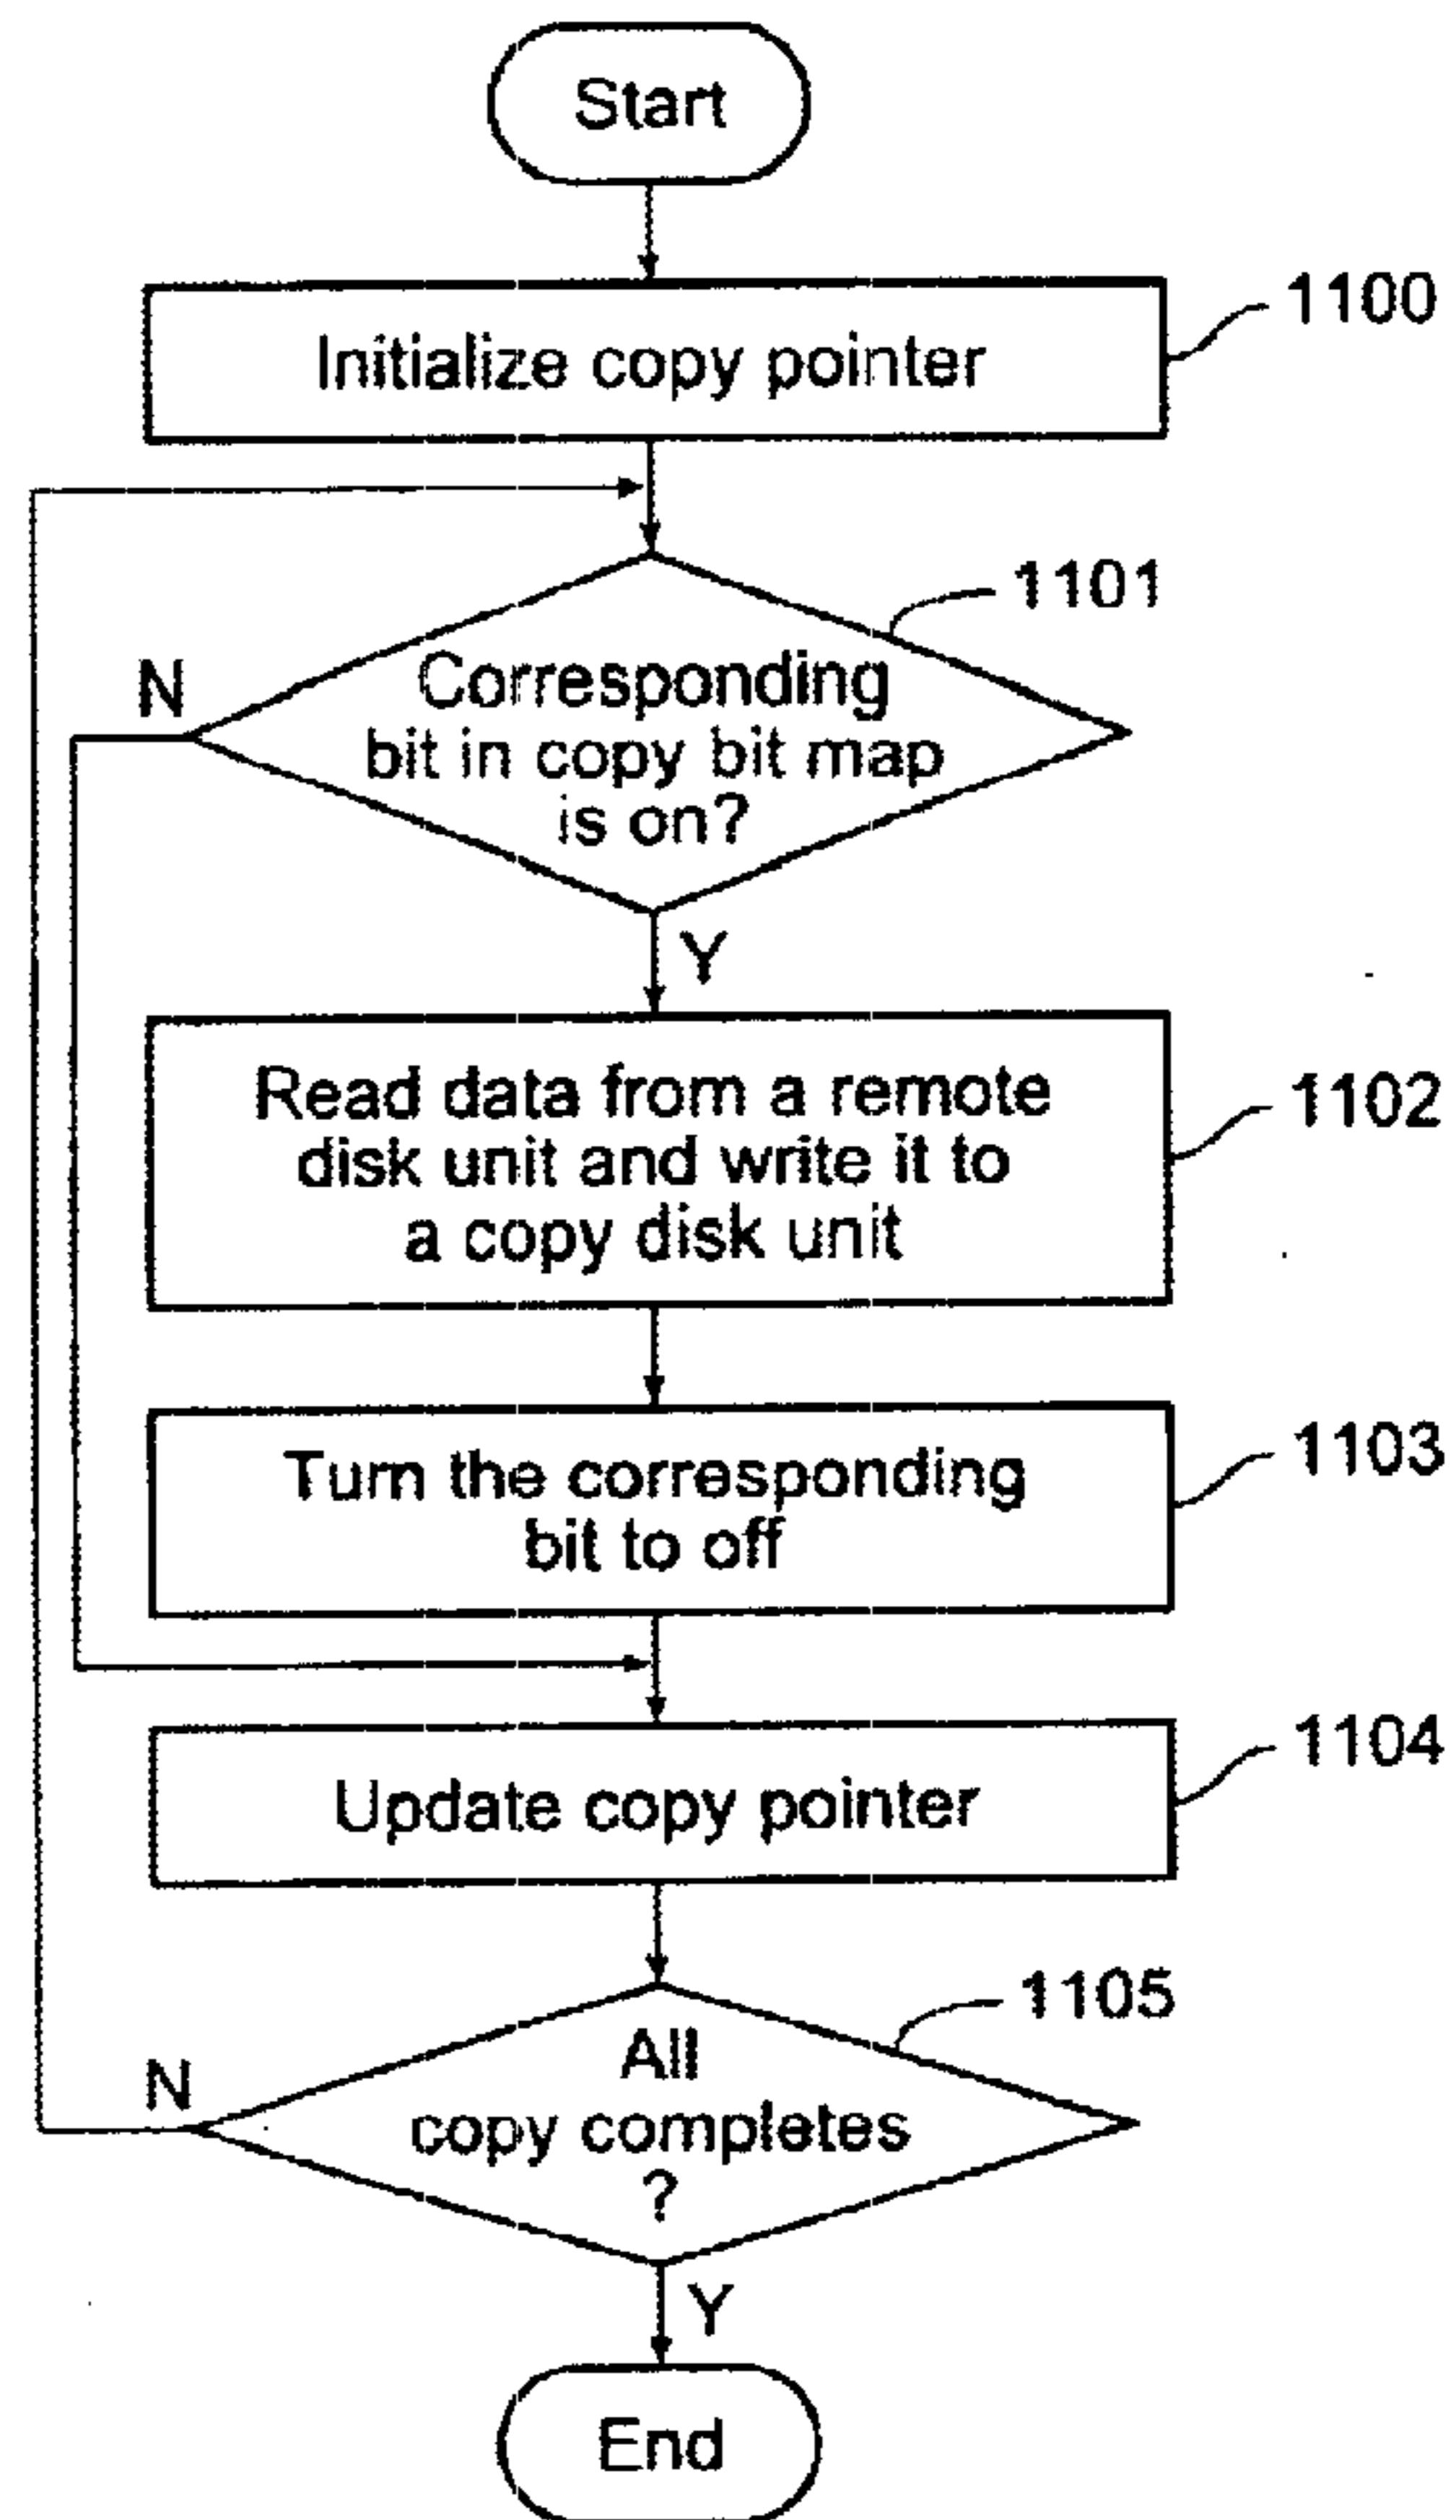 Start
1100
Initialize copy pointer
1101
N
Corresponding
bit in copy bit map
is on?
Y
Read data from a remote
disk unit and write it to
a copy disk unit
1102
Turn the corresponding
bit to off
1103
Update copy pointer
1104
1105
N
All
copy completes
?
Y
End